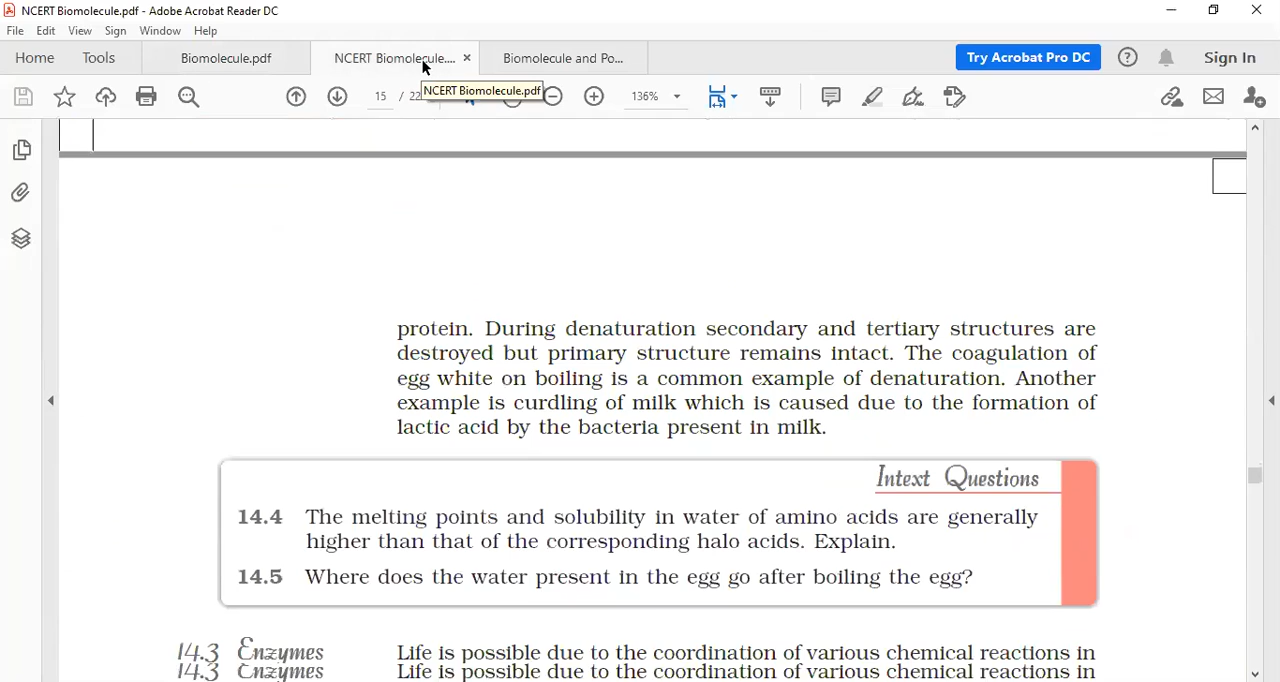 NCERT Biomolecule.pdf - Adobe Acrobat Reader DC
File Edit View Sign Window Help
Home Tools Biomolecule.pdf NCERT Biomolecule.... × Biomolecule and Po... Try Acrobat Pro DC Sign In
15 / 22 NCERT Biomolecule.pdf 136%
protein. During denaturation secondary and tertiary structures are
destroyed but primary structure remains intact. The coagulation of
egg white on boiling is a common example of denaturation. Another
example is curdling of milk which is caused due to the formation of
lactic acid by the bacteria present in milk.
Intext Questions
14.4 The melting points and solubility in water of amino acids are generally
higher than that of the corresponding halo acids. Explain.
14.5 Where does the water present in the egg go after boiling the egg?
14.3 Enzymes Life is possible due to the coordination of various chemical reactions in
14.3 Enzymes Life is possible due to the coordination of various chemical reactions in